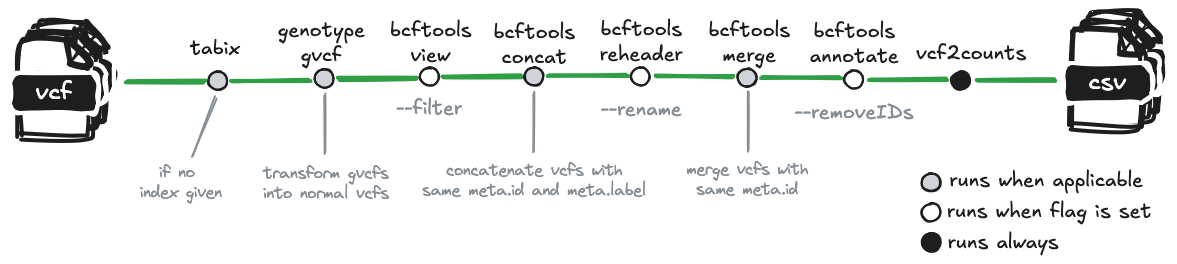 vcf
tabix
genotype
gvcf
bcftools
view
bcftools
concat
bcftools
reheader
bcftools
merge
bcftools
annotate
vcf2counts
csv
--filter
--rename
--removeIDs
if no
index given
transform gvcfs
into normal vcfs
concatenate vcfs with
same meta.id and meta.label
merge vcfs with
same meta.id
runs when applicable
runs when flag is set
runs always